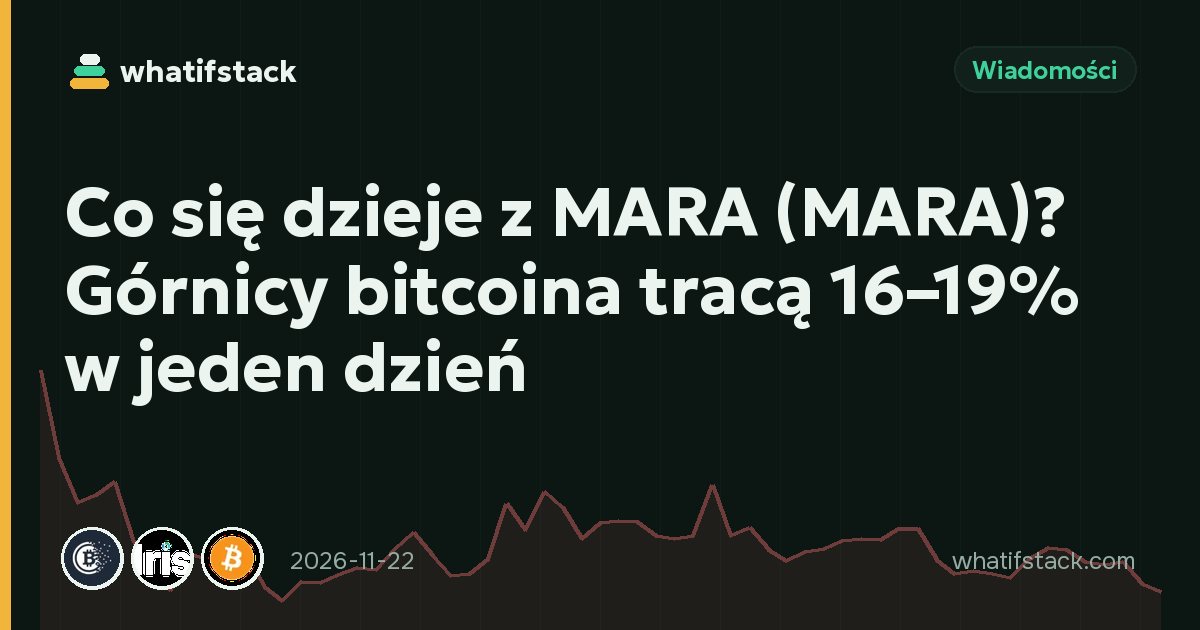 whatifstack
Wiadomości
Co się dzieje z MARA (MARA)?
Górnicy bitcoina tracą 16–19%
w jeden dzień
Iris
2026-11-22
whatifstack.com